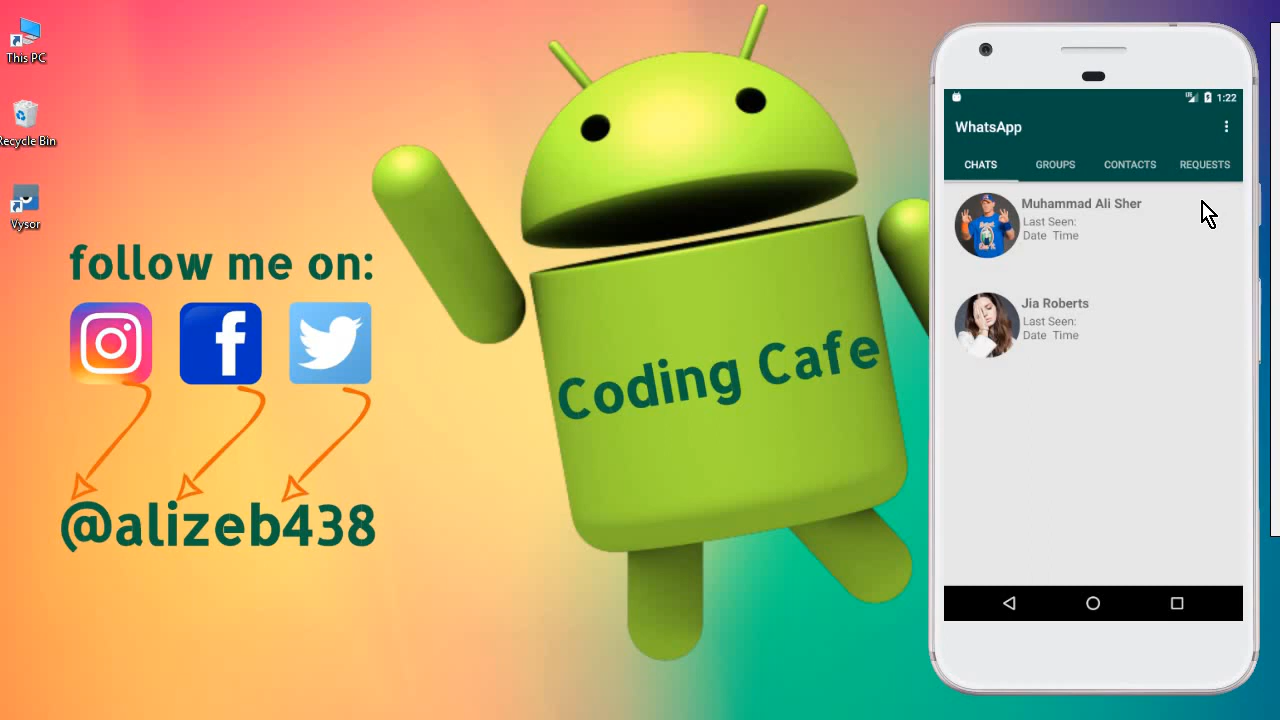 This PC
Recycle Bin
Vysor
follow me on:
@alizeb438
Coding Cafe
1:22
WhatsApp
CHATS GROUPS CONTACTS REQUESTS
Muhammad Ali Sher
Last Seen:
Date Time
Jia Roberts
Last Seen:
Date Time